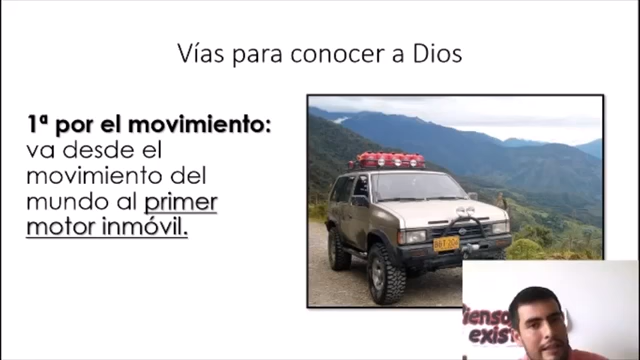 Vías para conocer a Dios
1ª por el movimiento:
va desde el
movimiento del
mundo al primer
motor inmóvil.